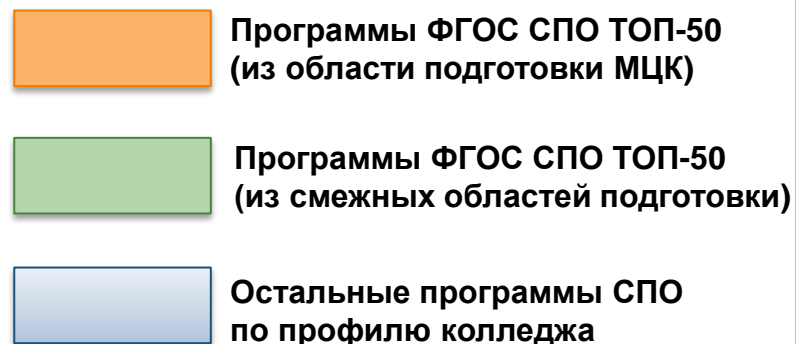 Программы ФГОС СПО ТОП-50
(из области подготовки МЦК)
Программы ФГОС СПО ТОП-50
(из смежных областей подготовки)
Остальные программы СПО
по профилю колледжа